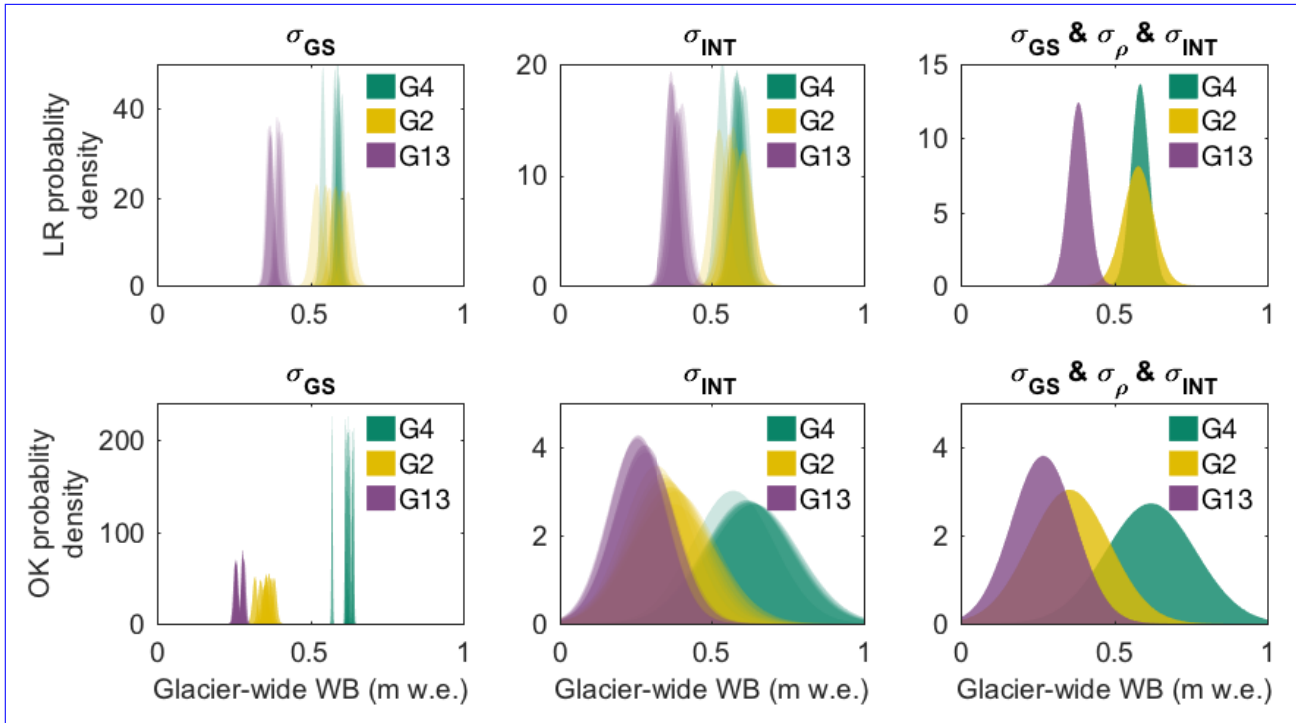 σGS
σINT
σGS & σρ & σINT
LR probablity
density
40
20
0
0
0.5
1
G4
G2
G13
20
10
0
0
0.5
1
G4
G2
G13
15
10
5
0
0
0.5
1
G4
G2
G13
σGS
σINT
σGS & σρ & σINT
OK probablity
density
200
100
0
0
0.5
1
G4
G2
G13
4
2
0
0
0.5
1
G4
G2
G13
4
2
0
0
0.5
1
G4
G2
G13
Glacier-wide WB (m w.e.)
Glacier-wide WB (m w.e.)
Glacier-wide WB (m w.e.)